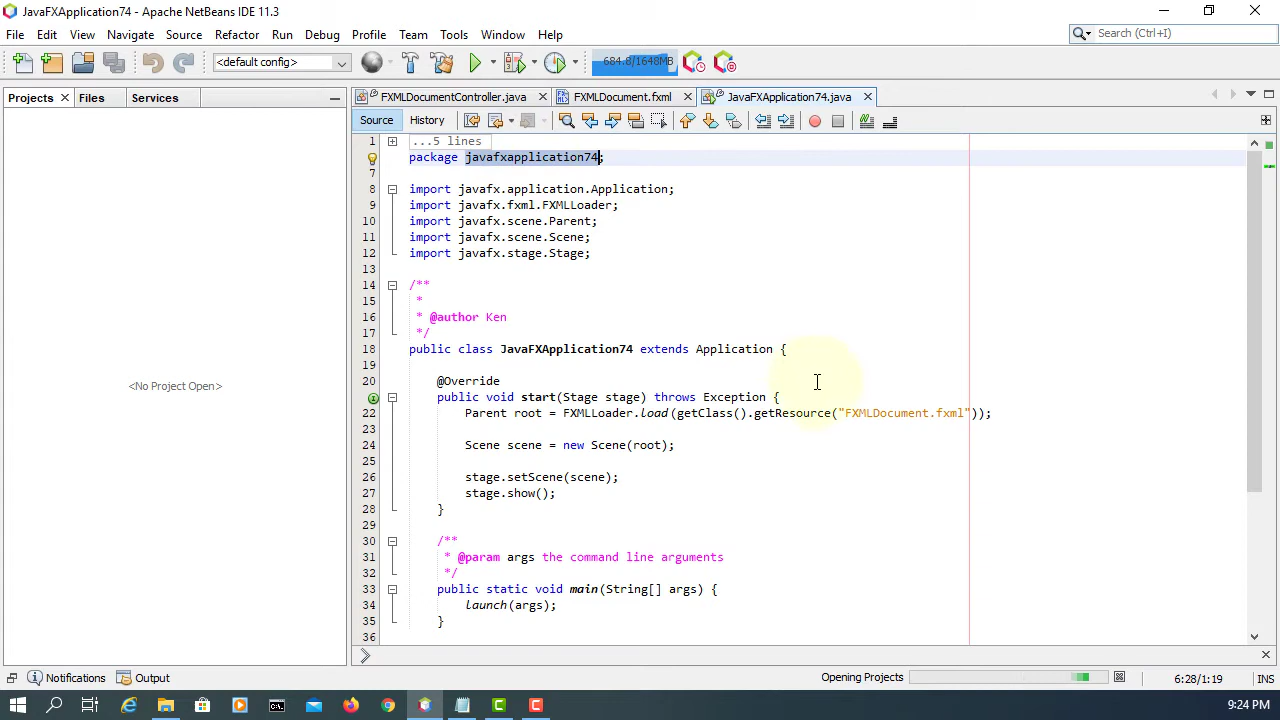 JavaFXApplication74 - Apache NetBeans IDE 11.3
File Edit View Navigate Source Refactor Run Debug Profile Team Tools Window Help
Search (Ctrl+I)
<default config>
684.8/1648MB
Projects Files Services
FXMLDocumentController.java FXMLDocument.fxml JavaFXApplication74.java
Source History
<No Project Open>
1 ...5 lines
package javafxapplication74;
7
8 import javafx.application.Application;
9 import javafx.fxml.FXMLLoader;
10 import javafx.scene.Parent;
11 import javafx.scene.Scene;
12 import javafx.stage.Stage;
13
14 /**
15 *
16 * @author Ken
17 */
18 public class JavaFXApplication74 extends Application {
19
20 @Override
public void start(Stage stage) throws Exception {
22 Parent root = FXMLLoader.load(getClass().getResource("FXMLDocument.fxml"));
23
24 Scene scene = new Scene(root);
25
26 stage.setScene(scene);
27 stage.show();
28 }
29
30 /**
31 * @param args the command line arguments
32 */
33 public static void main(String[] args) {
34 launch(args);
35 }
36
Notifications Output
Opening Projects
6:28/1:19 INS
9:24 PM